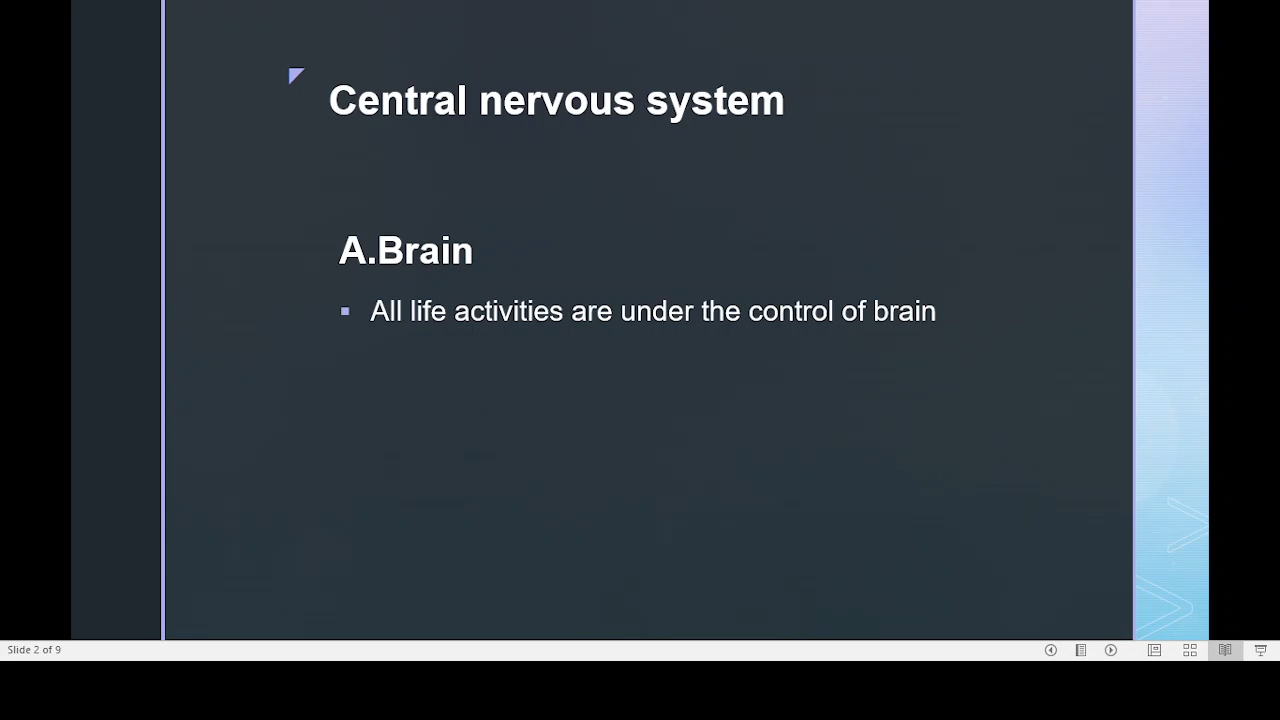 Central nervous system
A.Brain
▪ All life activities are under the control of brain
Slide 2 of 9